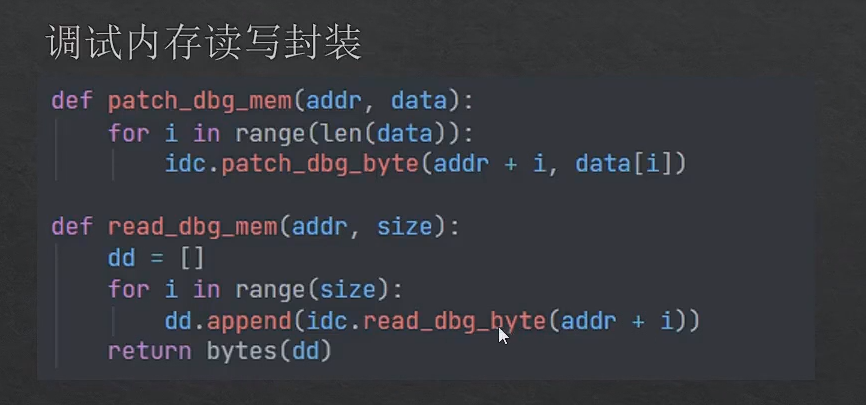 调试内存读写封装
def patch_dbg_mem(addr, data):
    for i in range(len(data)):
        idc.patch_dbg_byte(addr + i, data[i])
def read_dbg_mem(addr, size):
    dd = []
    for i in range(size):
        dd.append(idc.read_dbg_byte(addr + i))
    return bytes(dd)